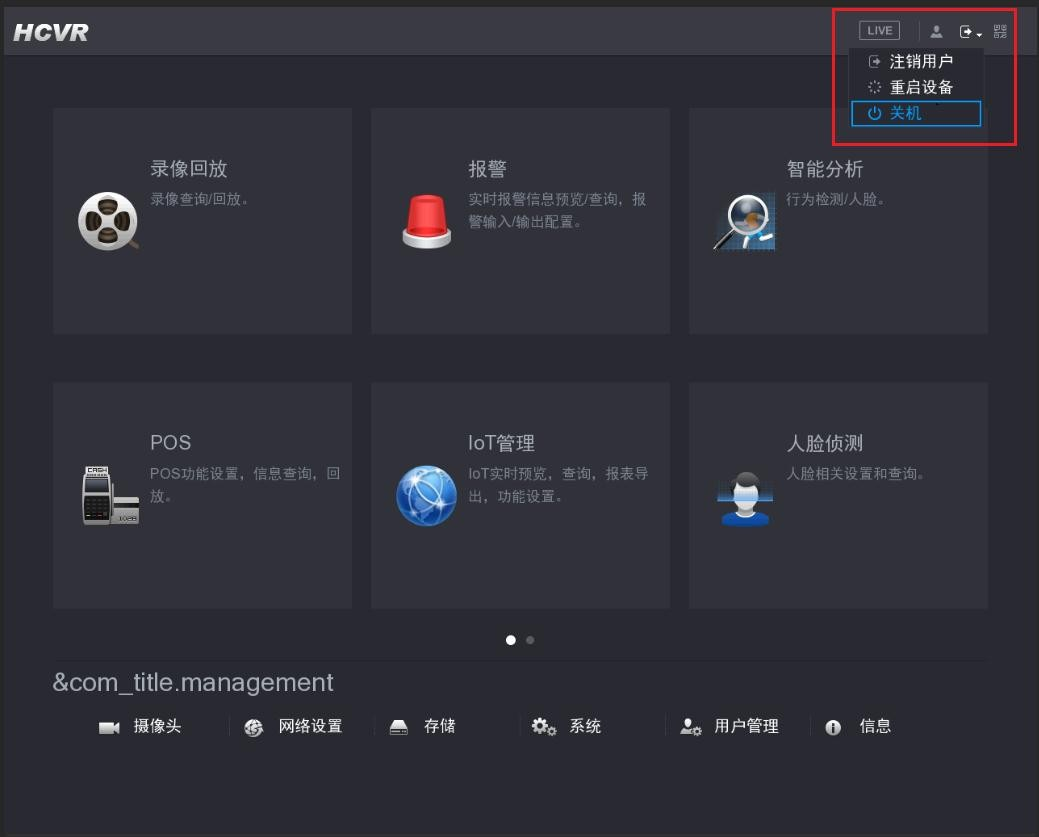 HCVR
LIVE
注销用户
重启设备
关机
录像回放
录像查询/回放。
报警
实时报警信息预览/查询，报
警输入/输出配置。
智能分析
行为检测/人脸。
POS
POS功能设置，信息查询，回
放。
IoT管理
IoT实时预览，查询，报表导
出，功能设置。
人脸侦测
人脸相关设置和查询。
&com_title.management
摄像头
网络设置
存储
系统
用户管理
信息